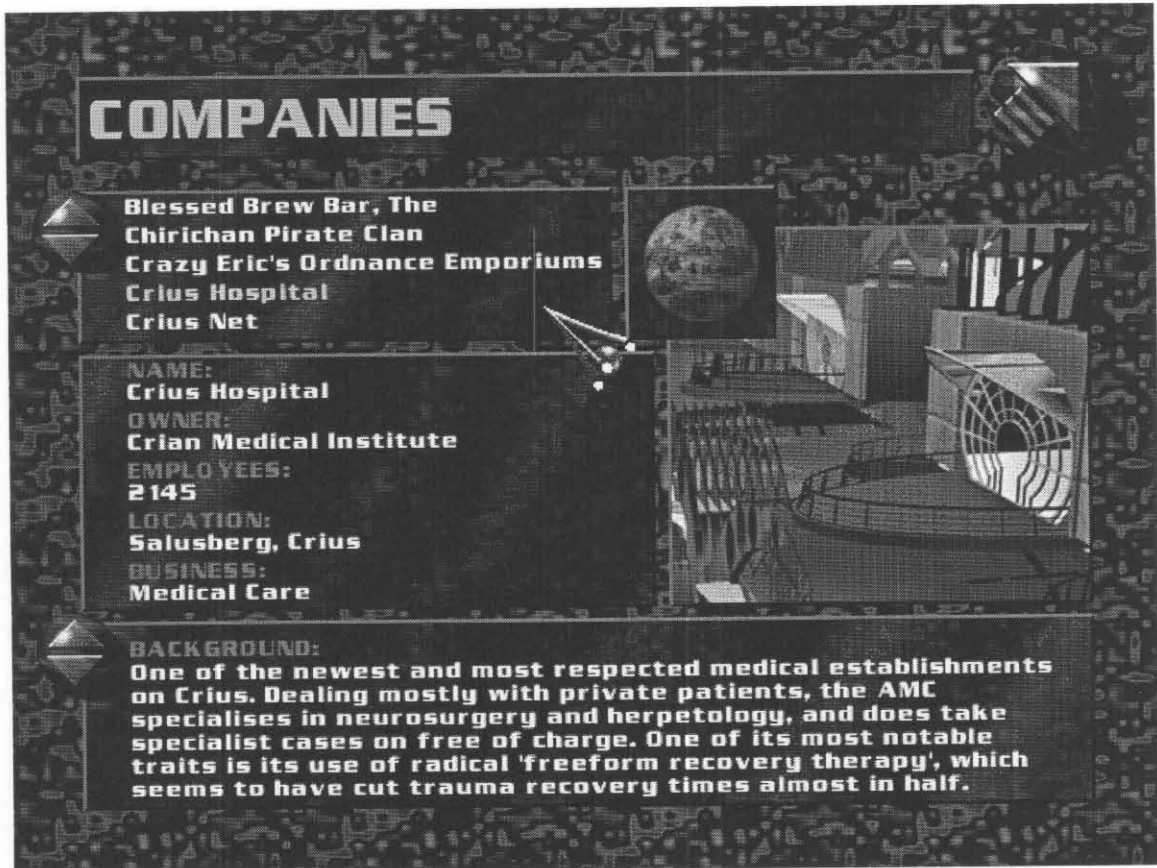 COMPANIES
Blessed Brew Bar, The
Chirichan Pirate Clan
Crazy Eric's Ordnance Emporiums
Crius Hospital
Crius Net
NAME:
Crius Hospital
OWNER:
Crian Medical Institute
EMPLOYEES:
2145
LOCATION:
Salusberg, Crius
BUSINESS:
Medical Care
BACKGROUND:
One of the newest and most respected medical establishments
on Crius. Dealing mostly with private patients, the AMC
specialises in neurosurgery and herpetology, and does take
specialist cases on free of charge. One of its most notable
traits is its use of radical 'freeform recovery therapy', which
seems to have cut trauma recovery times almost in half.